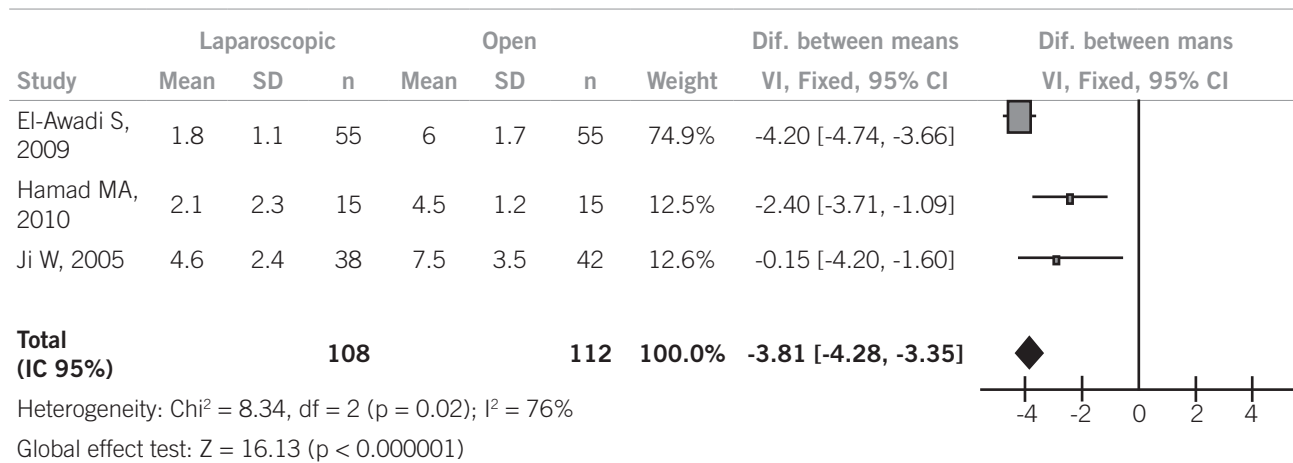 Laparoscopic Open Dif. between means Dif. between mans
Study Mean SD n Mean SD n Weight VI, Fixed, 95% CI VI, Fixed, 95% CI
El-Awadi S, 2009 1.8 1.1 55 6 1.7 55 74.9% -4.20 [-4.74, -3.66]
Hamad MA, 2010 2.1 2.3 15 4.5 1.2 15 12.5% -2.40 [-3.71, -1.09]
Ji W, 2005 4.6 2.4 38 7.5 3.5 42 12.6% -0.15 [-4.20, -1.60]
Total (IC 95%) 108 112 100.0% -3.81 [-4.28, -3.35]
-4 -2 0 2 4
Heterogeneity: Chi² = 8.34, df = 2 (p = 0.02); I² = 76%
Global effect test: Z = 16.13 (p < 0.000001)